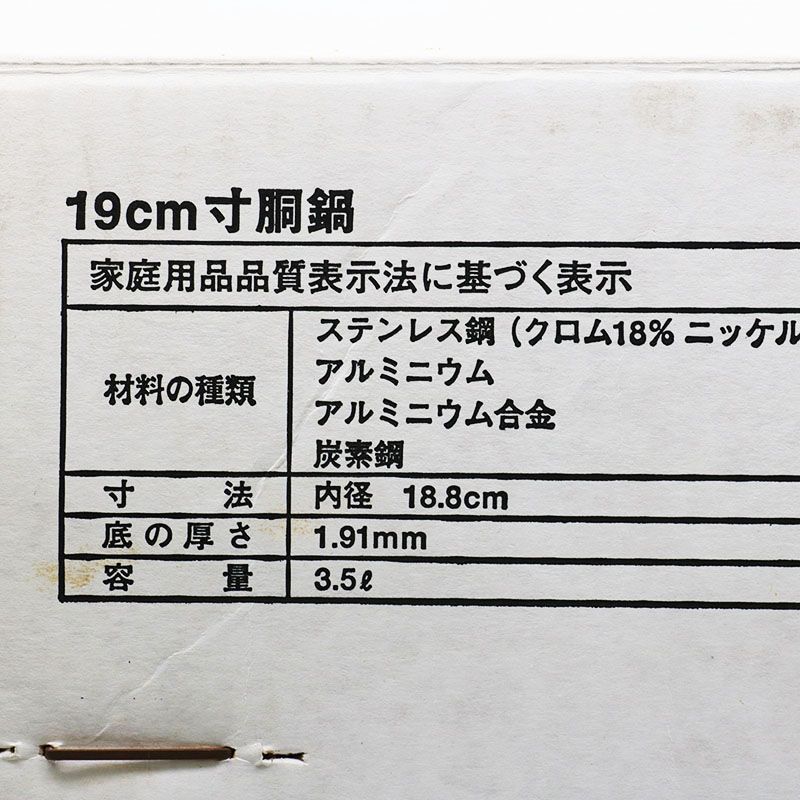 19cm寸胴鍋
家庭用品品質表示法に基づく表示
材料の種類
ステンレス鋼（クロム18% ニッケル
アルミニウム
アルミニウム合金
炭素鋼
寸法 内径 18.8cm
底の厚さ 1.91mm
容量 3.5ℓ